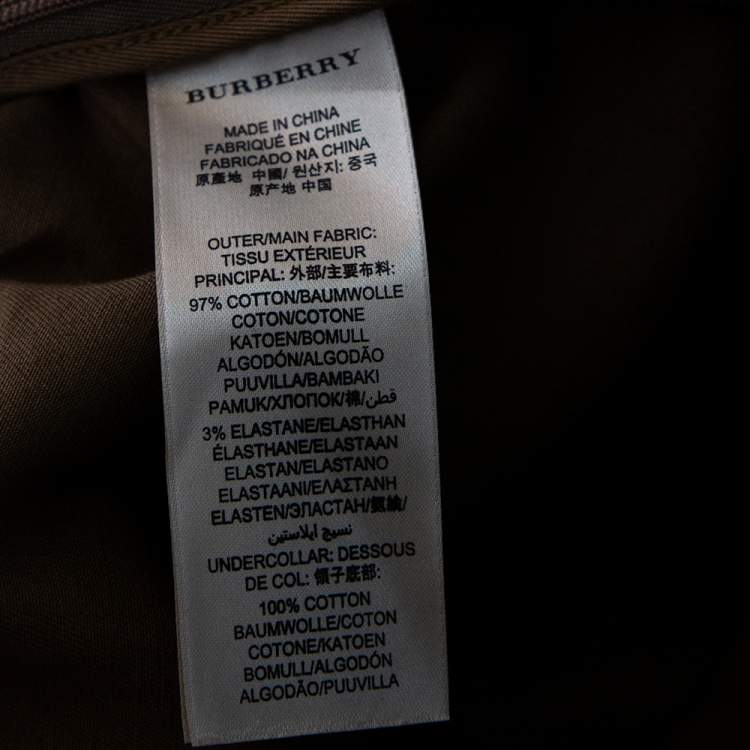 BURBERRY
MADE IN CHINA
FABRIQUÉ EN CHINE
FABRICADO NA CHINA
原產地 中國/ 원산지: 중국
原产地 中国
OUTER/MAIN FABRIC:
TISSU EXTÉRIEUR
PRINCIPAL: 外部/主要布料:
97% COTTON/BAUMWOLLE
COTON/COTONE
KATOEN/BOMULL
ALGODÓN/ALGODÃO
PUUVILLA/BAMBAKI
PAMUK/ХЛОПОК/棉/قطن
3% ELASTANE/ELASTHAN
ÉLASTHANE/ELASTAAN
ELASTAN/ELASTANO
ELASTAANI/ΕΛΑΣΤΑΝΗ
ELASTEN/ЭЛАСТАН/氨綸/
نسيج ايلاستين
UNDERCOLLAR: DESSOUS
DE COL: 領子底部:
100% COTTON
BAUMWOLLE/COTON
COTONE/KATOEN
BOMULL/ALGODÓN
ALGODÃO/PUUVILLA